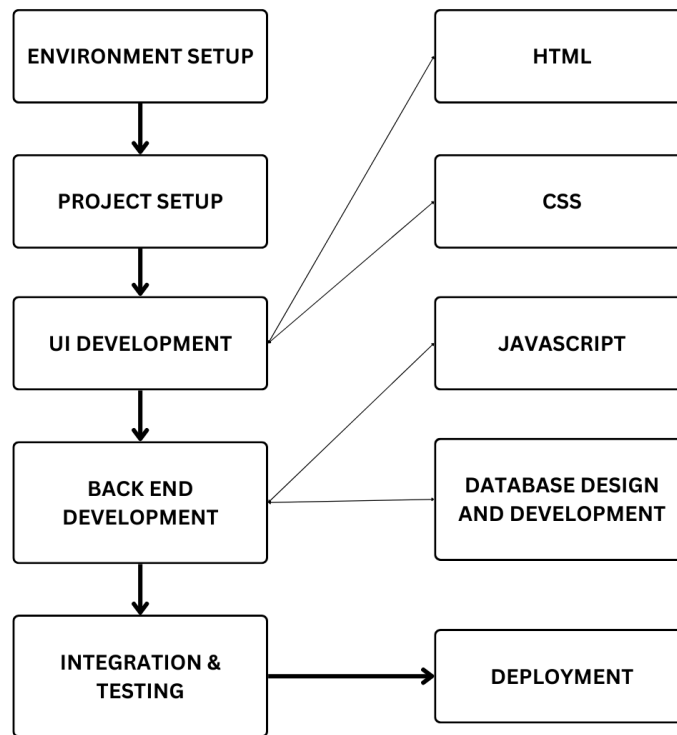 ENVIRONMENT SETUP
HTML
PROJECT SETUP
CSS
UI DEVELOPMENT
JAVASCRIPT
BACK END
DEVELOPMENT
DATABASE DESIGN
AND DEVELOPMENT
INTEGRATION &
TESTING
DEPLOYMENT